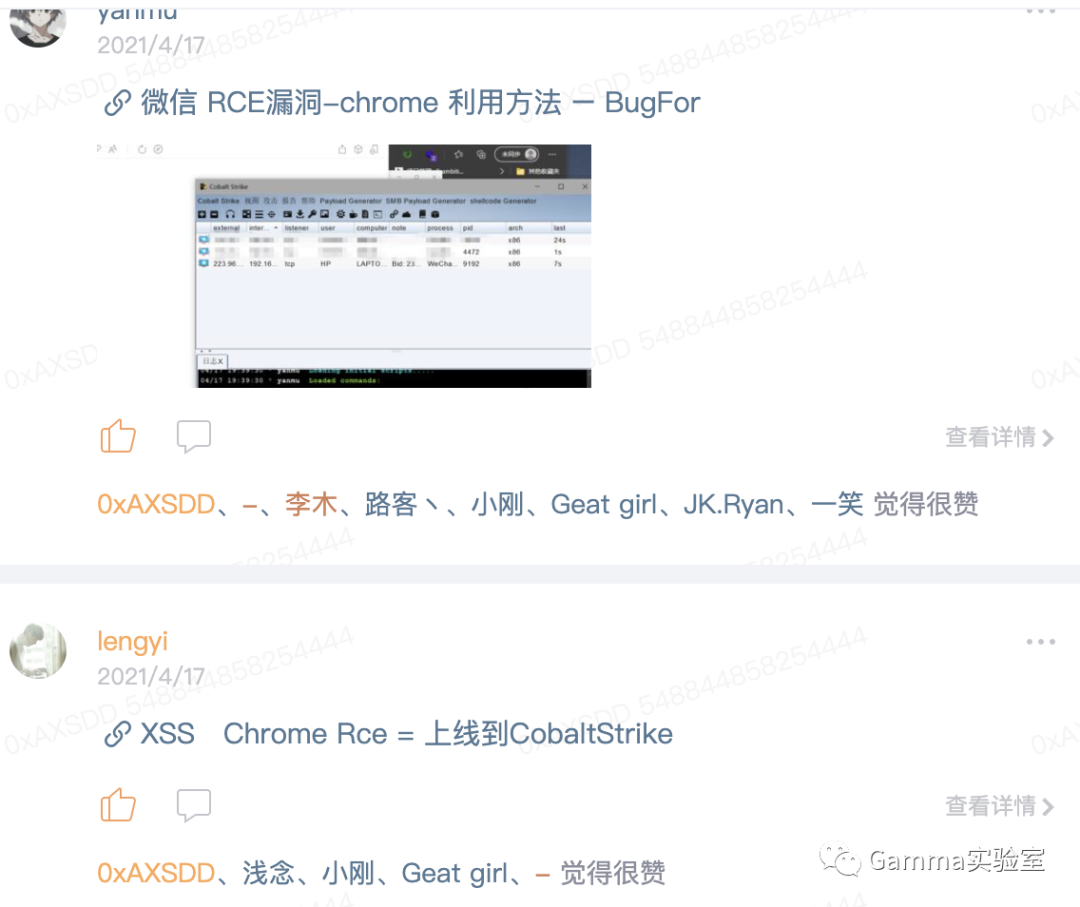 yanmu
2021/4/17
微信 RCE漏洞-chrome 利用方法 — BugFor
Cobalt Strike
Cobalt Strike 视图 攻击 报告 帮助 Payload Generator SMB Payload Generator shellcode Generator
external inter... listener user computer note process pid arch last
x86 24s
4472 x86 1s
223.96... 192.16... tcp HP LAPTO... Bid: 23... WeCha... 9192 x86 7s
日志X
04/17 19:39:30 * yanmu Loading initial scripts.....
04/17 19:39:30 * yanmu Loaded commands:
查看详情
0xAXSDD、-、李木、路客丶、小刚、Geat girl、JK.Ryan、一笑 觉得很赞
lengyi
2021/4/17
XSS Chrome Rce = 上线到CobaltStrike
查看详情
0xAXSDD、浅念、小刚、Geat girl、- 觉得很赞
Gamma实验室
0xAXSDD 548844858254444